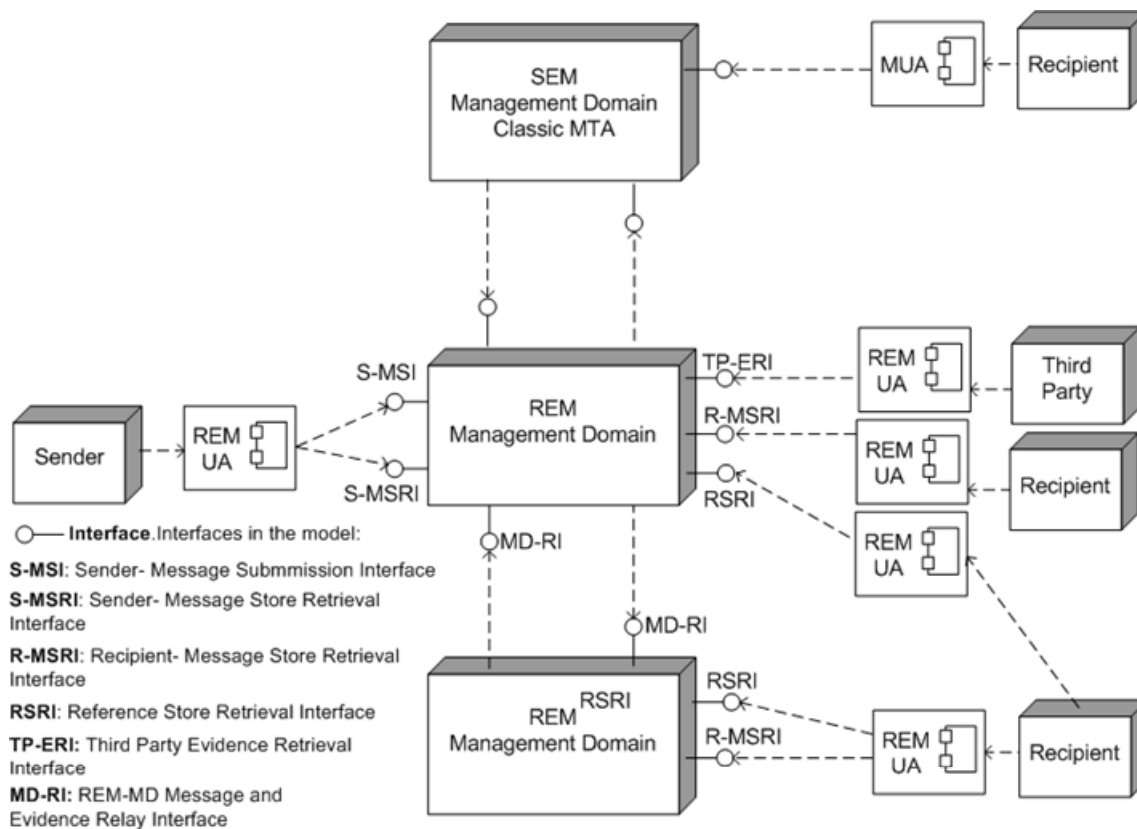 SEM
Management Domain
Classic MTA
MUA
Recipient
S-MSI
REM
Management Domain
TP-ERI
REM
UA
Third
Party
Sender
REM
UA
R-MSRI
REM
UA
Recipient
S-MSRI
RSRI
REM
UA
Interface.Interfaces in the model:
MD-RI
S-MSI: Sender- Message Submmission Interface
S-MSRI: Sender- Message Store Retrieval
Interface
R-MSRI: Recipient- Message Store Retrieval
Interface
RSRI: Reference Store Retrieval Interface
TP-ERI: Third Party Evidence Retrieval
Interface
MD-RI: REM-MD Message and
Evidence Relay Interface
MD-RI
RSRI
REM
Management Domain
RSRI
R-MSRI
REM
UA
Recipient